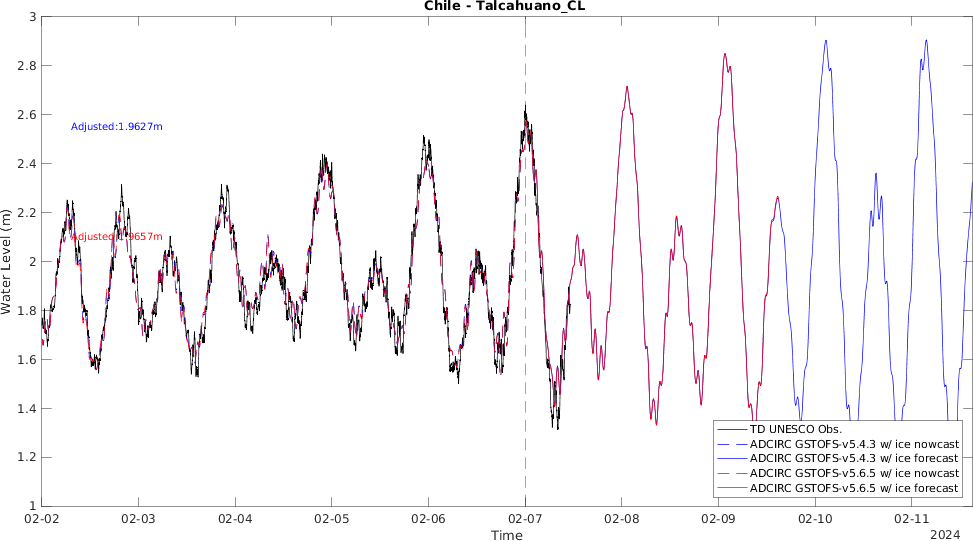 Chile - Talcahuano_CL
Water Level (m)
3
2.8
2.6
2.4
2.2
2
1.8
1.6
1.4
1.2
1
Adjusted:1.9627m
Adjusted:1.9657m
TD UNESCO Obs.
ADCIRC GSTOFS-v5.4.3 w/ ice nowcast
ADCIRC GSTOFS-v5.4.3 w/ ice forecast
ADCIRC GSTOFS-v5.6.5 w/ ice nowcast
ADCIRC GSTOFS-v5.6.5 w/ ice forecast
02-02 02-03 02-04 02-05 02-06 02-07 02-08 02-09 02-10 02-11
Time
2024